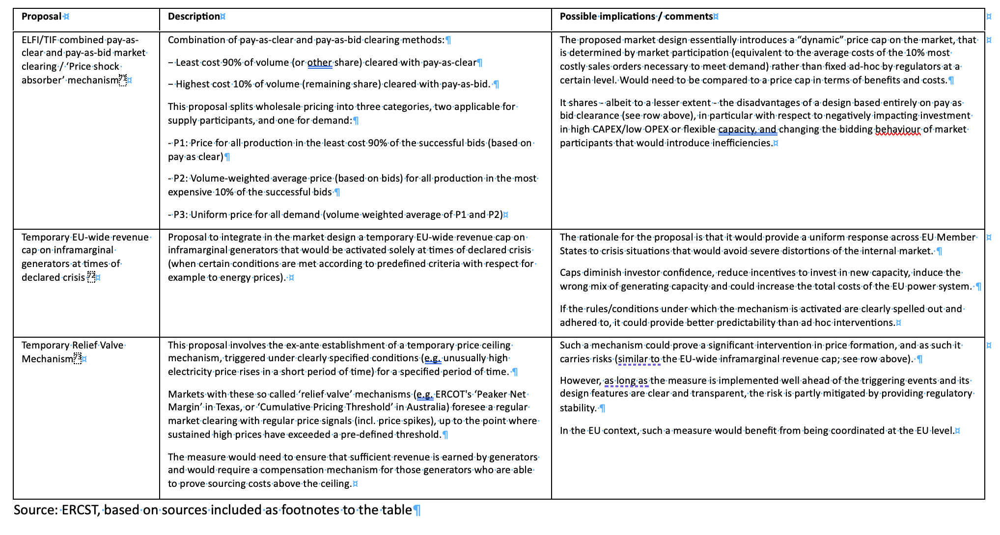 Proposal
Description
Possible implications / comments
ELFI/TIF combined pay-as-
clear and pay-as-bid market
clearing / ‘Price shock
absorber’ mechanism71
Combination of pay-as-clear and pay-as-bid clearing methods:¶
− Least cost 90% of volume (or other share) cleared with pay-as-clear¶
− Highest cost 10% of volume (remaining share) cleared with pay-as-bid. ¶
This proposal splits wholesale pricing into three categories, two applicable for
supply participants, and one for demand:¶
- P1: Price for all production in the least cost 90% of the successful bids (based on
pay as clear)¶
- P2: Volume-weighted average price (based on bids) for all production in the most
expensive 10% of the successful bids ¶
- P3: Uniform price for all demand (volume weighted average of P1 and P2)
The proposed market design essentially introduces a “dynamic” price cap on the market, that
is determined by market participation (equivalent to the average costs of the 10% most
costly sales orders necessary to meet demand) rather than fixed ad-hoc by regulators at a
certain level. Would need to be compared to a price cap in terms of benefits and costs.¶
It shares - albeit to a lesser extent - the disadvantages of a design based entirely on pay as
bid clearance (see row above), in particular with respect to negatively impacting investment
in high CAPEX/low OPEX or flexible capacity, and changing the bidding behaviour of market
participants that would introduce inefficiencies.
Temporary EU-wide revenue
cap on inframarginal
generators at times of
declared crisis 72
Proposal to integrate in the market design a temporary EU-wide revenue cap on
inframarginal generators that would be activated solely at times of declared crisis
(when certain conditions are met according to predefined criteria with respect for
example to energy prices).
The rationale for the proposal is that it would provide a uniform response across EU Member
States to crisis situations that would avoid severe distortions of the internal market. ¶
Caps diminish investor confidence, reduce incentives to invest in new capacity, induce the
wrong mix of generating capacity and could increase the total costs of the EU power system. ¶
If the rules/conditions under which the mechanism is activated are clearly spelled out and
adhered to, it could provide better predictability than ad hoc interventions.
Temporary Relief Valve
Mechanism73
This proposal involves the ex-ante establishment of a temporary price ceiling
mechanism, triggered under clearly specified conditions (e.g. unusually high
electricity price rises in a short period of time) for a specified period of time. ¶
Markets with these so called ‘relief valve’ mechanisms (e.g. ERCOT's ‘Peaker Net
Margin’ in Texas, or ‘Cumulative Pricing Threshold’ in Australia) foresee a regular
market clearing with regular price signals (incl. price spikes), up to the point where
sustained high prices have exceeded a pre-defined threshold.¶
The measure would need to ensure that sufficient revenue is earned by generators
and would require a compensation mechanism for those generators who are able
to prove sourcing costs above the ceiling.
Such a mechanism could prove a significant intervention in price formation, and as such it
carries risks (similar to the EU-wide inframarginal revenue cap; see row above). ¶
However, as long as the measure is implemented well ahead of the triggering events and its
design features are clear and transparent, the risk is partly mitigated by providing regulatory
stability. ¶
In the EU context, such a measure would benefit from being coordinated at the EU level.
Source: ERCST, based on sources included as footnotes to the table¶